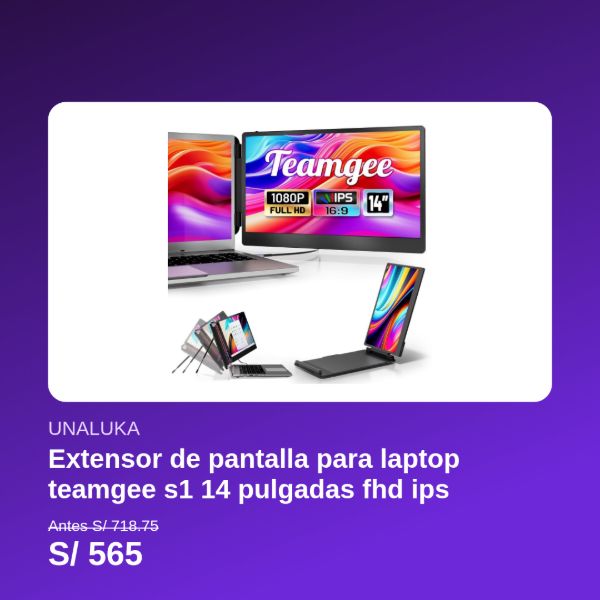 Teamgee
1080P
FULL HD
IPS
16:9
14"
UNALUKA
Extensor de pantalla para laptop
teamgee s1 14 pulgadas fhd ips
Antes S/ 718.75
S/ 565